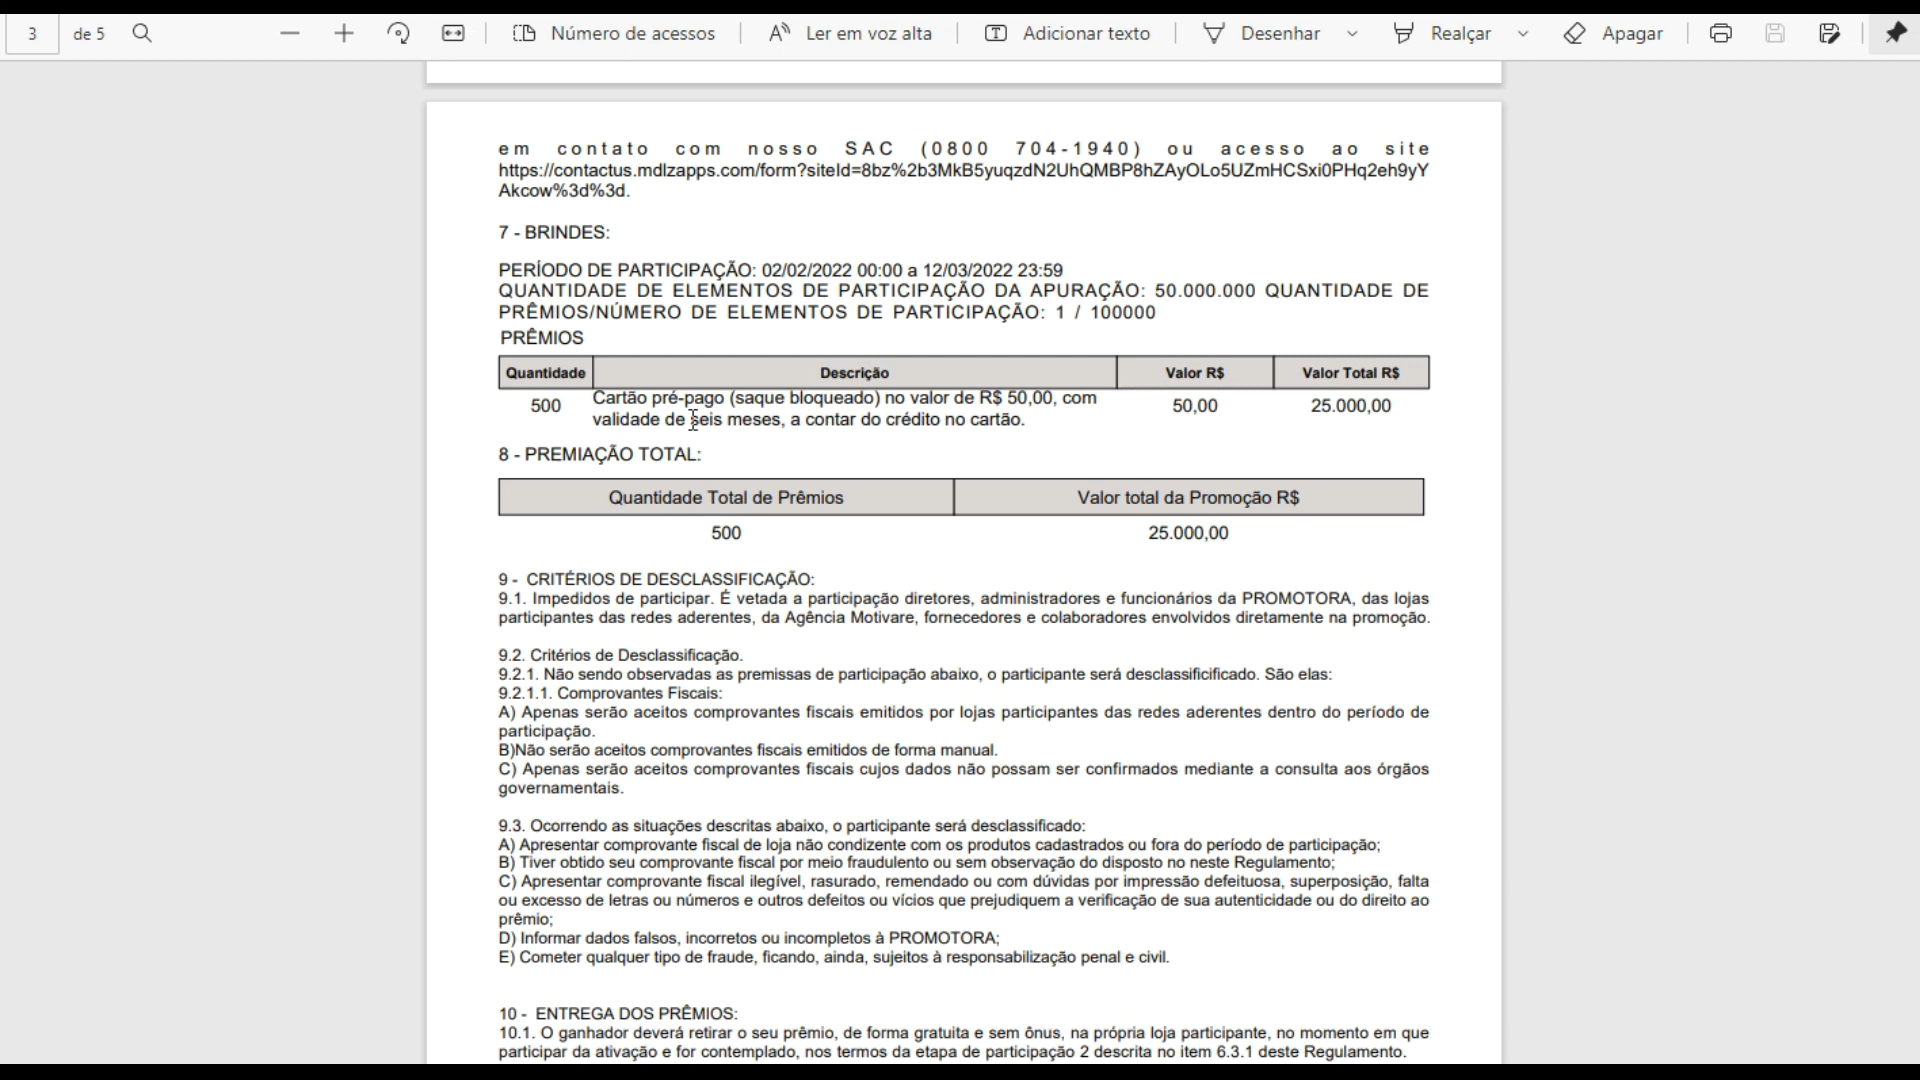 3 de 5 Número de acessos Ler em voz alta Adicionar texto Desenhar Realçar Apagar
em contato com nosso SAC (0800 704-1940) ou acesso ao site
https://contactus.mdlzapps.com/form?siteId=8bz%2b3MkB5yuqzdN2UhQMBP8hZAyOLo5UZmHCSxi0PHq2eh9yY
Akcow%3d%3d.
7 - BRINDES:
PERÍODO DE PARTICIPAÇÃO: 02/02/2022 00:00 a 12/03/2022 23:59
QUANTIDADE DE ELEMENTOS DE PARTICIPAÇÃO DA APURAÇÃO: 50.000.000 QUANTIDADE DE
PRÊMIOS/NÚMERO DE ELEMENTOS DE PARTICIPAÇÃO: 1 / 100000
PRÊMIOS
Quantidade Descrição Valor R$ Valor Total R$
500 Cartão pré-pago (saque bloqueado) no valor de R$ 50,00, com 50,00 25.000,00
validade de seis meses, a contar do crédito no cartão.
8 - PREMIAÇÃO TOTAL:
Quantidade Total de Prêmios Valor total da Promoção R$
500 25.000,00
9 - CRITÉRIOS DE DESCLASSIFICAÇÃO:
9.1. Impedidos de participar. É vetada a participação diretores, administradores e funcionários da PROMOTORA, das lojas
participantes das redes aderentes, da Agência Motivare, fornecedores e colaboradores envolvidos diretamente na promoção.
9.2. Critérios de Desclassificação.
9.2.1. Não sendo observadas as premissas de participação abaixo, o participante será desclassificificado. São elas:
9.2.1.1. Comprovantes Fiscais:
A) Apenas serão aceitos comprovantes fiscais emitidos por lojas participantes das redes aderentes dentro do período de
participação.
B)Não serão aceitos comprovantes fiscais emitidos de forma manual.
C) Apenas serão aceitos comprovantes fiscais cujos dados não possam ser confirmados mediante a consulta aos órgãos
governamentais.
9.3. Ocorrendo as situações descritas abaixo, o participante será desclassificado:
A) Apresentar comprovante fiscal de loja não condizente com os produtos cadastrados ou fora do período de participação;
B) Tiver obtido seu comprovante fiscal por meio fraudulento ou sem observação do disposto no neste Regulamento;
C) Apresentar comprovante fiscal ilegível, rasurado, remendado ou com dúvidas por impressão defeituosa, superposição, falta
ou excesso de letras ou números e outros defeitos ou vícios que prejudiquem a verificação de sua autenticidade ou do direito ao
prêmio;
D) Informar dados falsos, incorretos ou incompletos à PROMOTORA;
E) Cometer qualquer tipo de fraude, ficando, ainda, sujeitos à responsabilização penal e civil.
10 - ENTREGA DOS PRÊMIOS:
10.1. O ganhador deverá retirar o seu prêmio, de forma gratuita e sem ônus, na própria loja participante, no momento em que
participar da ativação e for contemplado, nos termos da etapa de participação 2 descrita no item 6.3.1 deste Regulamento.